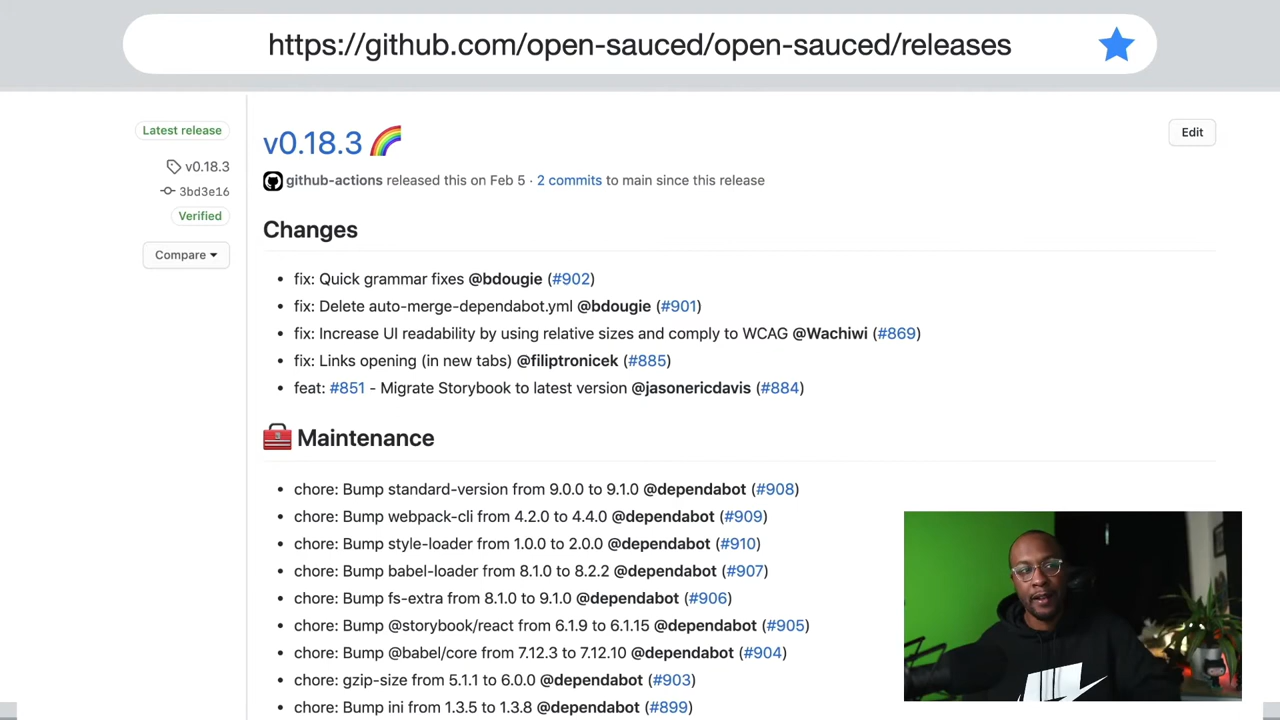 https://github.com/open-sauced/open-sauced/releases
Latest release
v0.18.3
3bd3e16
Verified
Compare
v0.18.3 🌈
Edit
github-actions released this on Feb 5 · 2 commits to main since this release
Changes
• fix: Quick grammar fixes @bdougie (#902)
• fix: Delete auto-merge-dependabot.yml @bdougie (#901)
• fix: Increase UI readability by using relative sizes and comply to WCAG @Wachiwi (#869)
• fix: Links opening (in new tabs) @filiptronicek (#885)
• feat: #851 - Migrate Storybook to latest version @jasonericdavis (#884)
🧰 Maintenance
• chore: Bump standard-version from 9.0.0 to 9.1.0 @dependabot (#908)
• chore: Bump webpack-cli from 4.2.0 to 4.4.0 @dependabot (#909)
• chore: Bump style-loader from 1.0.0 to 2.0.0 @dependabot (#910)
• chore: Bump babel-loader from 8.1.0 to 8.2.2 @dependabot (#907)
• chore: Bump fs-extra from 8.1.0 to 9.1.0 @dependabot (#906)
• chore: Bump @storybook/react from 6.1.9 to 6.1.15 @dependabot (#905)
• chore: Bump @babel/core from 7.12.3 to 7.12.10 @dependabot (#904)
• chore: gzip-size from 5.1.1 to 6.0.0 @dependabot (#903)
• chore: Bump ini from 1.3.5 to 1.3.8 @dependabot (#899)